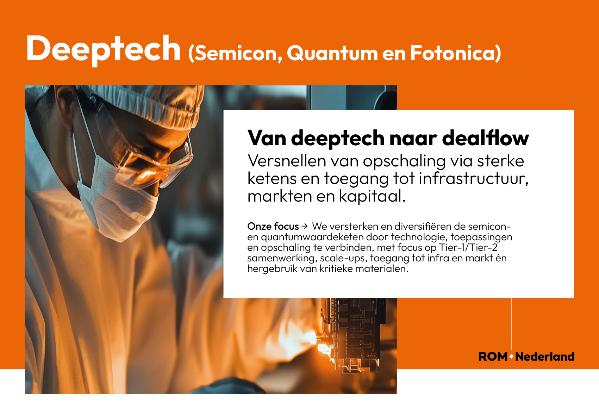 Deeptech (Semicon, Quantum en Fotonica)
Van deeptech naar dealflow
Versnellen van opschaling via sterke
ketens en toegang tot infrastructuur,
markten en kapitaal.
Onze focus → We versterken en diversifiëren de semicon-
en quantumwaardeketen door technologie, toepassingen
en opschaling te verbinden, met focus op Tier-1/Tier-2
samenwerking, scale-ups, toegang tot infra en markt én
hergebruik van kritieke materialen.
ROM Nederland